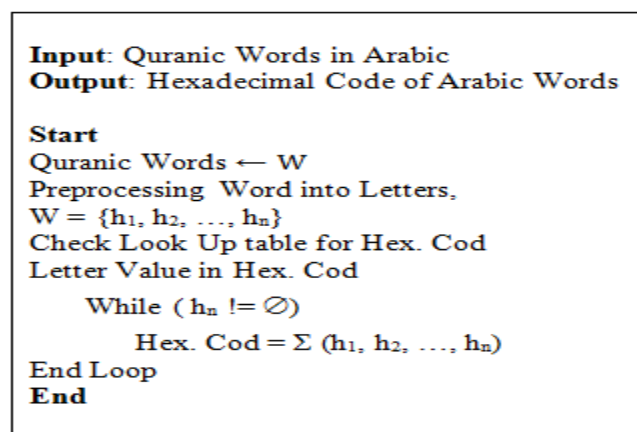 Input: Quranic Words in Arabic
Output: Hexadecimal Code of Arabic Words
Start
Quranic Words ← W
Preprocessing Word into Letters,
W = {h₁, h₂, …, hₙ}
Check Look Up table for Hex. Cod
Letter Value in Hex. Cod
While ( hₙ != ∅)
Hex. Cod = Σ (h₁, h₂, …, hₙ)
End Loop
End